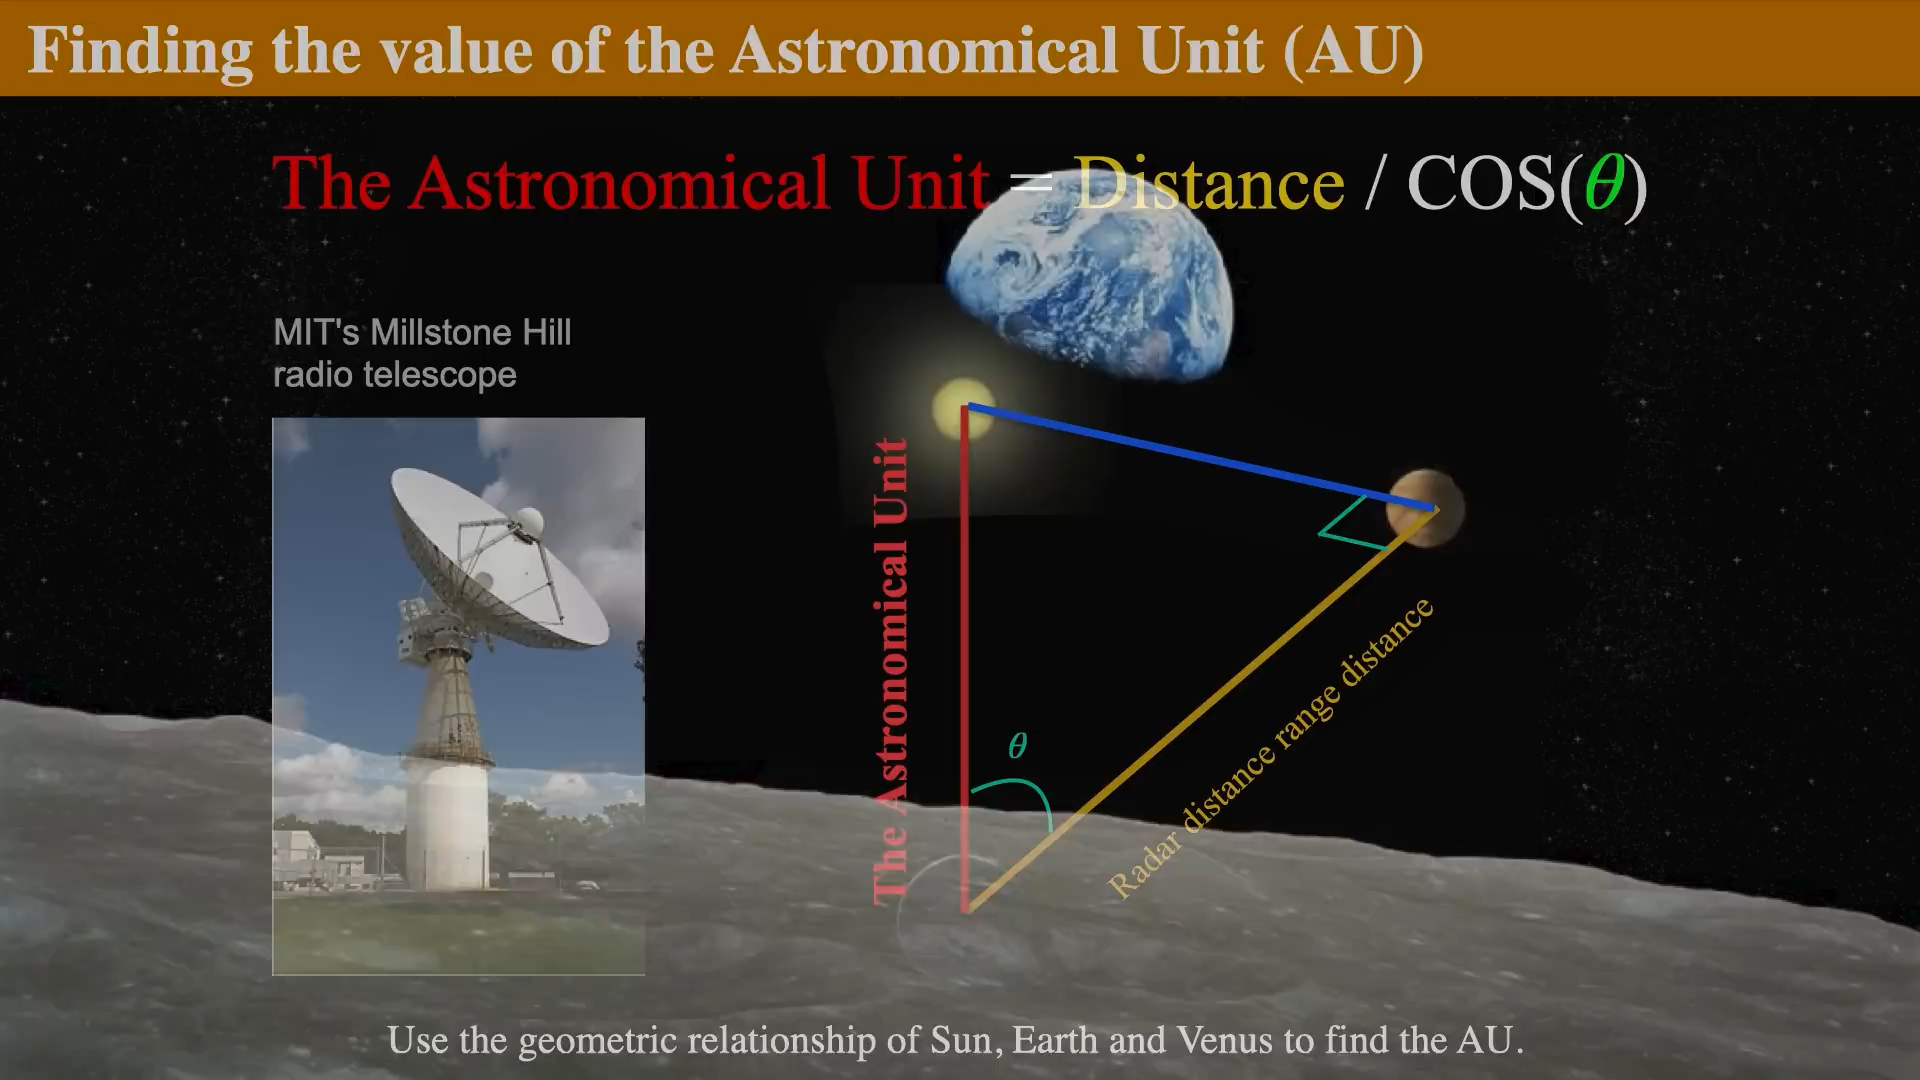 Finding the value of the Astronomical Unit (AU)
The Astronomical Unit = Distance / COS(θ)
MIT's Millstone Hill
radio telescope
The Astronomical Unit
θ
Radar distance range distance
Use the geometric relationship of Sun, Earth and Venus to find the AU.